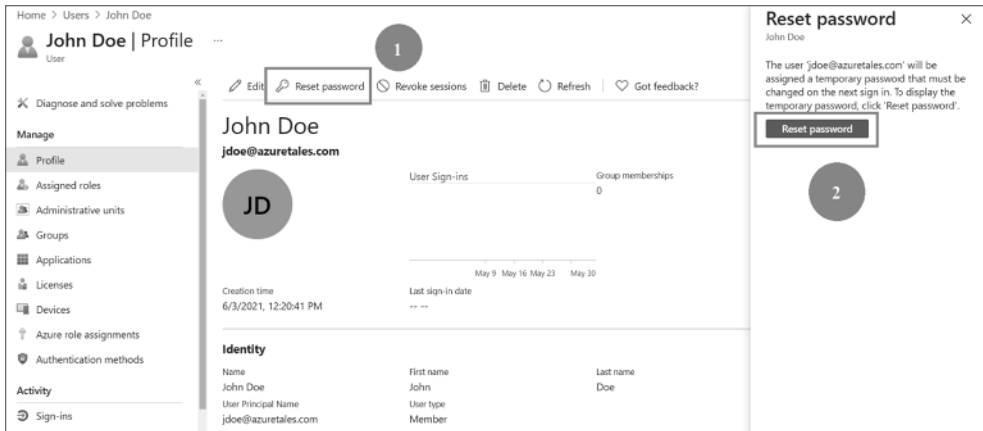 Home > Users > John Doe
John Doe | Profile ...
User
«
Diagnose and solve problems
Manage
Profile
Assigned roles
Administrative units
Groups
Applications
Licenses
Devices
Azure role assignments
Authentication methods
Activity
Sign-ins
1
Edit Reset password Revoke sessions Delete Refresh Got feedback?
John Doe
jdoe@azuretales.com
JD
User Sign-ins Group memberships
0
May 9 May 16 May 23 May 30
Creation time Last sign-in date
6/3/2021, 12:20:41 PM -- --
Identity
Name First name Last name
John Doe John Doe
User Principal Name User type
jdoe@azuretales.com Member
Reset password ×
John Doe
The user 'jdoe@azuretales.com' will be
assigned a temporary password that must be
changed on the next sign in. To display the
temporary password, click 'Reset password'.
Reset password
2